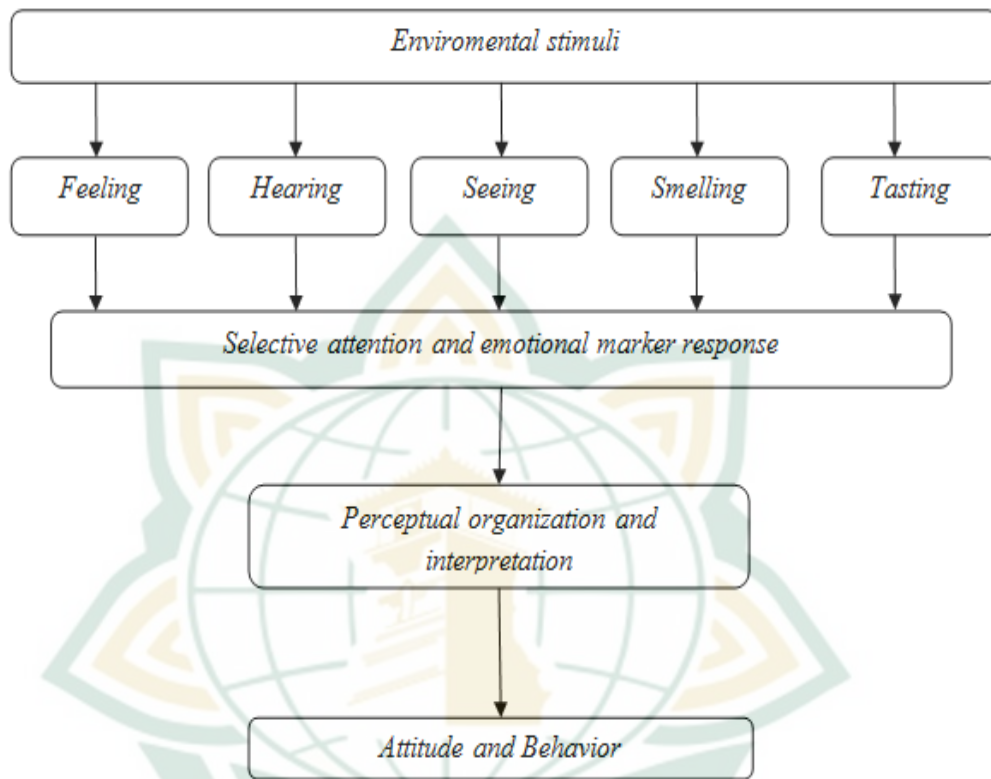 Enviromental stimuli
Feeling
Hearing
Seeing
Smelling
Tasting
Selective attention and emotional marker response
Perceptual organization and
interpretation
Attitude and Behavior